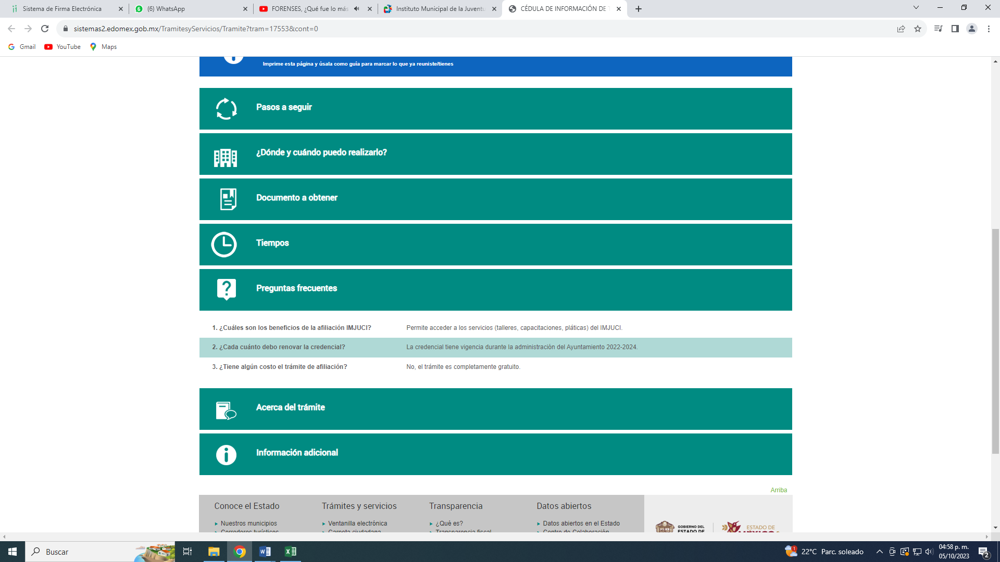 Sistema de Firma Electrónica
(6) WhatsApp
FORENSES, ¿Qué fue lo más
Instituto Municipal de la Juventu
CÉDULA DE INFORMACIÓN DE T
sistemas2.edomex.gob.mx/TramitesyServicios/Tramite?tram=17553&cont=0
Gmail
YouTube
Maps
Imprime esta página y úsala como guía para marcar lo que ya reuniste/tienes
Pasos a seguir
¿Dónde y cuándo puedo realizarlo?
Documento a obtener
Tiempos
Preguntas frecuentes
1. ¿Cuáles son los beneficios de la afiliación IMJUCI? Permite acceder a los servicios (talleres, capacitaciones, pláticas) del IMJUCI.
2. ¿Cada cuánto debo renovar la credencial? La credencial tiene vigencia durante la administración del Ayuntamiento 2022-2024.
3. ¿Tiene algún costo el trámite de afiliación? No, el trámite es completamente gratuito.
Acerca del trámite
Información adicional
Arriba
Conoce el Estado
Nuestros municipios
Corredores turísticos
Trámites y servicios
Ventanilla electrónica
Carpeta ciudadana
Transparencia
¿Qué es?
Transparencia fiscal
Datos abiertos
Datos abiertos en el Estado
Centro de Colaboración
GOBIERNO DEL
ESTADO DE
ESTADO DE
MÉXICO
Buscar
1
22°C Parc. soleado
04:58 p. m.
05/10/2023
2